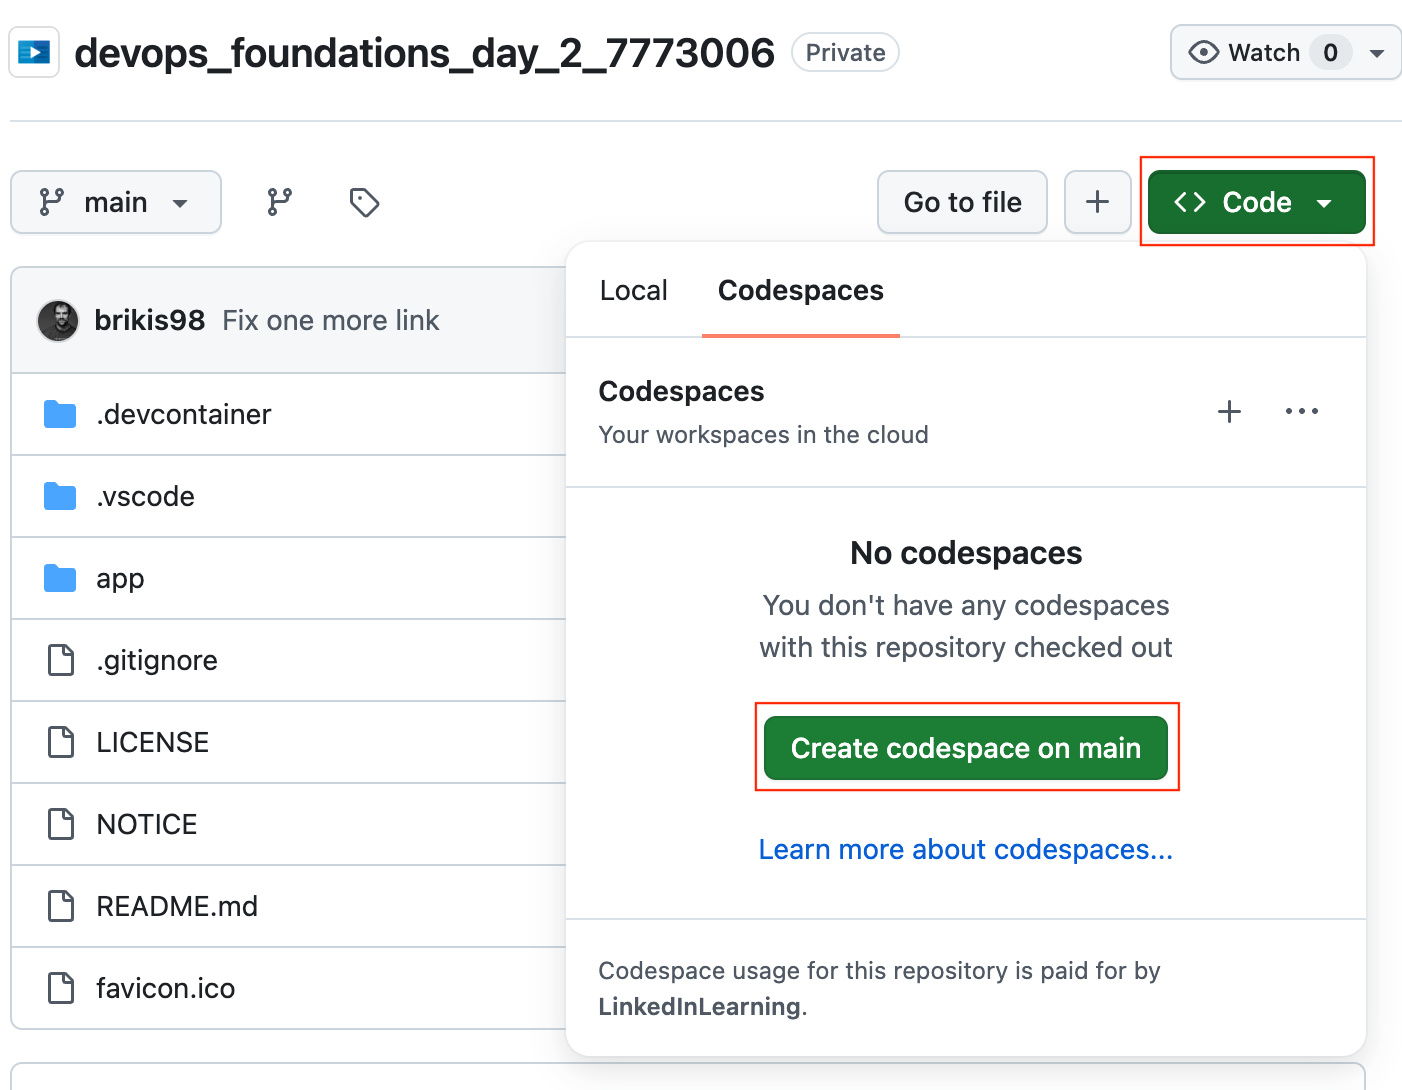 devops_foundations_day_2_7773006 Private Watch 0
main Go to file Code
Local Codespaces
brikis98 Fix one more link
.devcontainer
.vscode
app
.gitignore
LICENSE
NOTICE
README.md
favicon.ico
Codespaces
Your workspaces in the cloud
No codespaces
You don't have any codespaces
with this repository checked out
Create codespace on main
Learn more about codespaces...
Codespace usage for this repository is paid for by
LinkedInLearning.